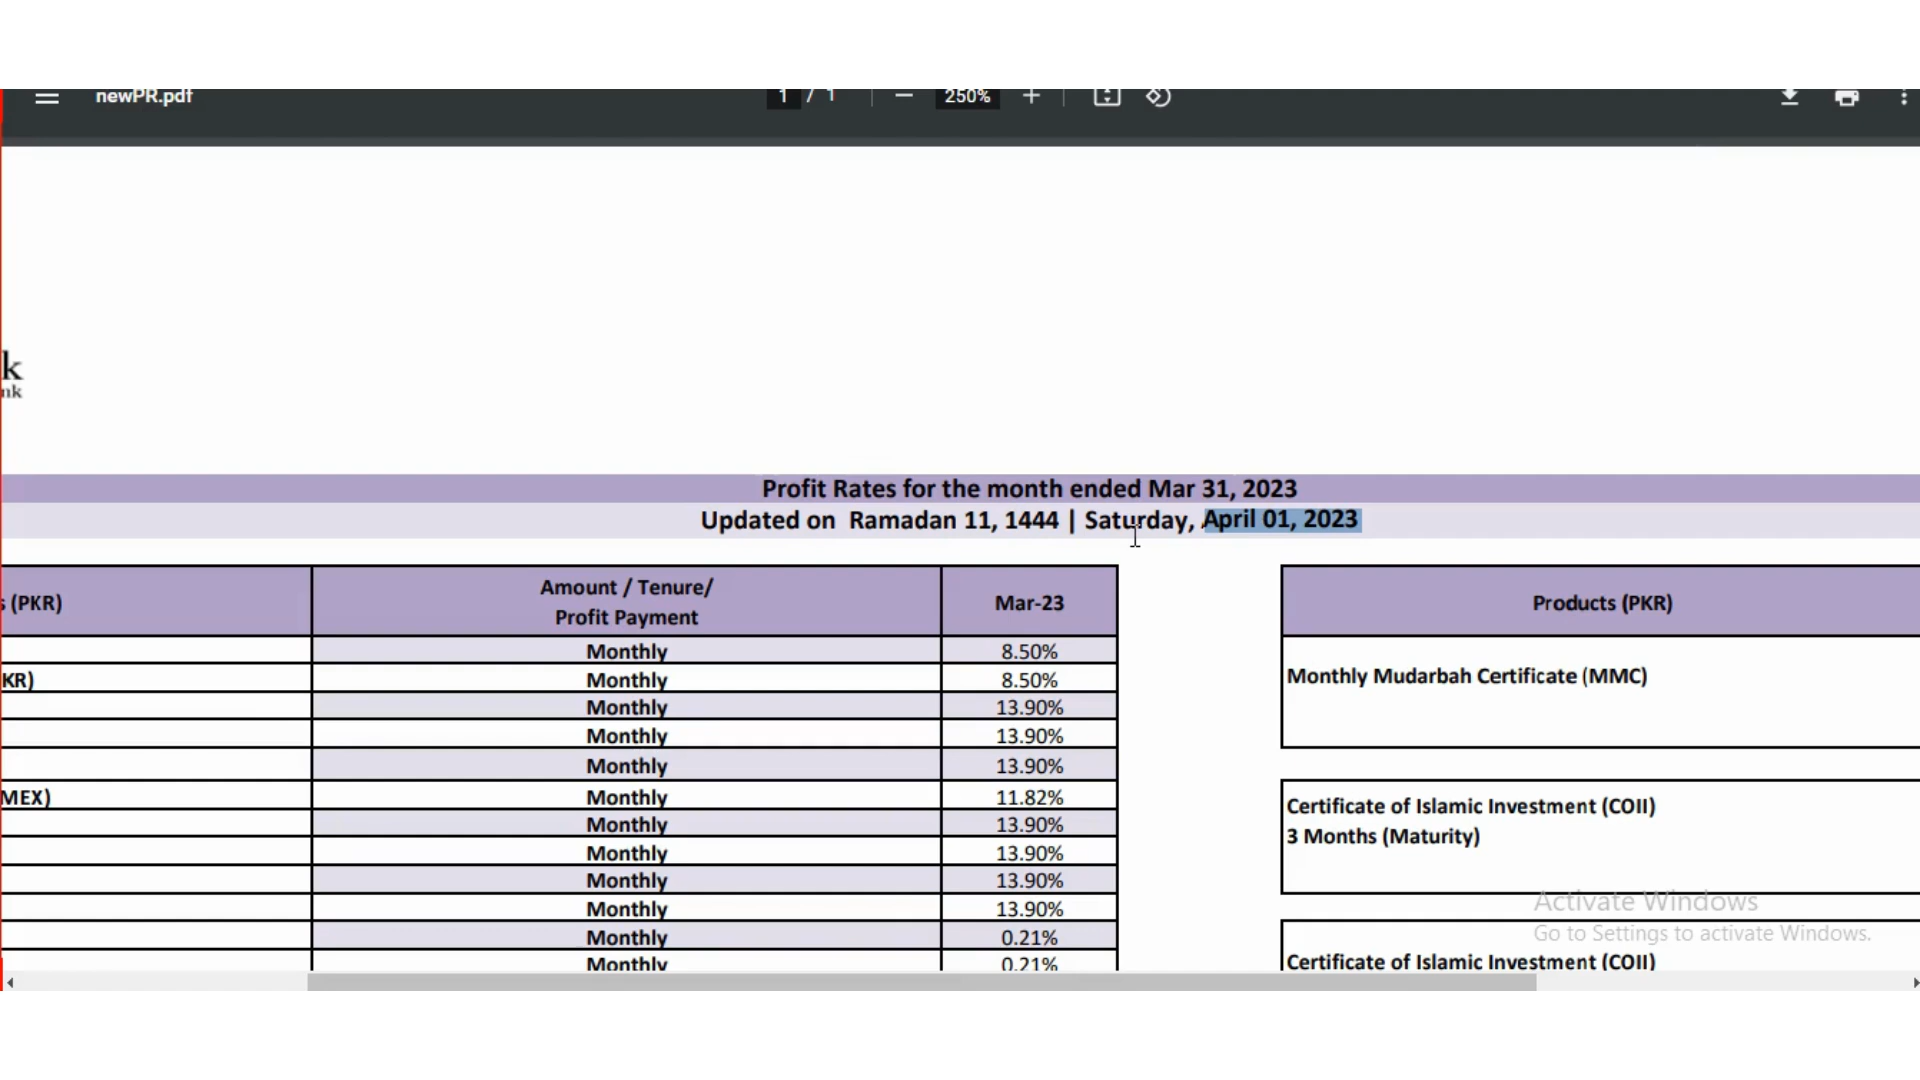 newPR.pdf 1 / 1 250%
k
nk
Profit Rates for the month ended Mar 31, 2023
Updated on Ramadan 11, 1444 | Saturday, April 01, 2023
s (PKR) Amount / Tenure/ Profit Payment Mar-23
Monthly 8.50%
KR) Monthly 8.50%
Monthly 13.90%
Monthly 13.90%
Monthly 13.90%
MEX) Monthly 11.82%
Monthly 13.90%
Monthly 13.90%
Monthly 13.90%
Monthly 13.90%
Monthly 0.21%
Monthly 0.21%
Products (PKR)
Monthly Mudarbah Certificate (MMC)
Certificate of Islamic Investment (COII)
3 Months (Maturity)
Certificate of Islamic Investment (COII)
Activate Windows
Go to Settings to activate Windows.